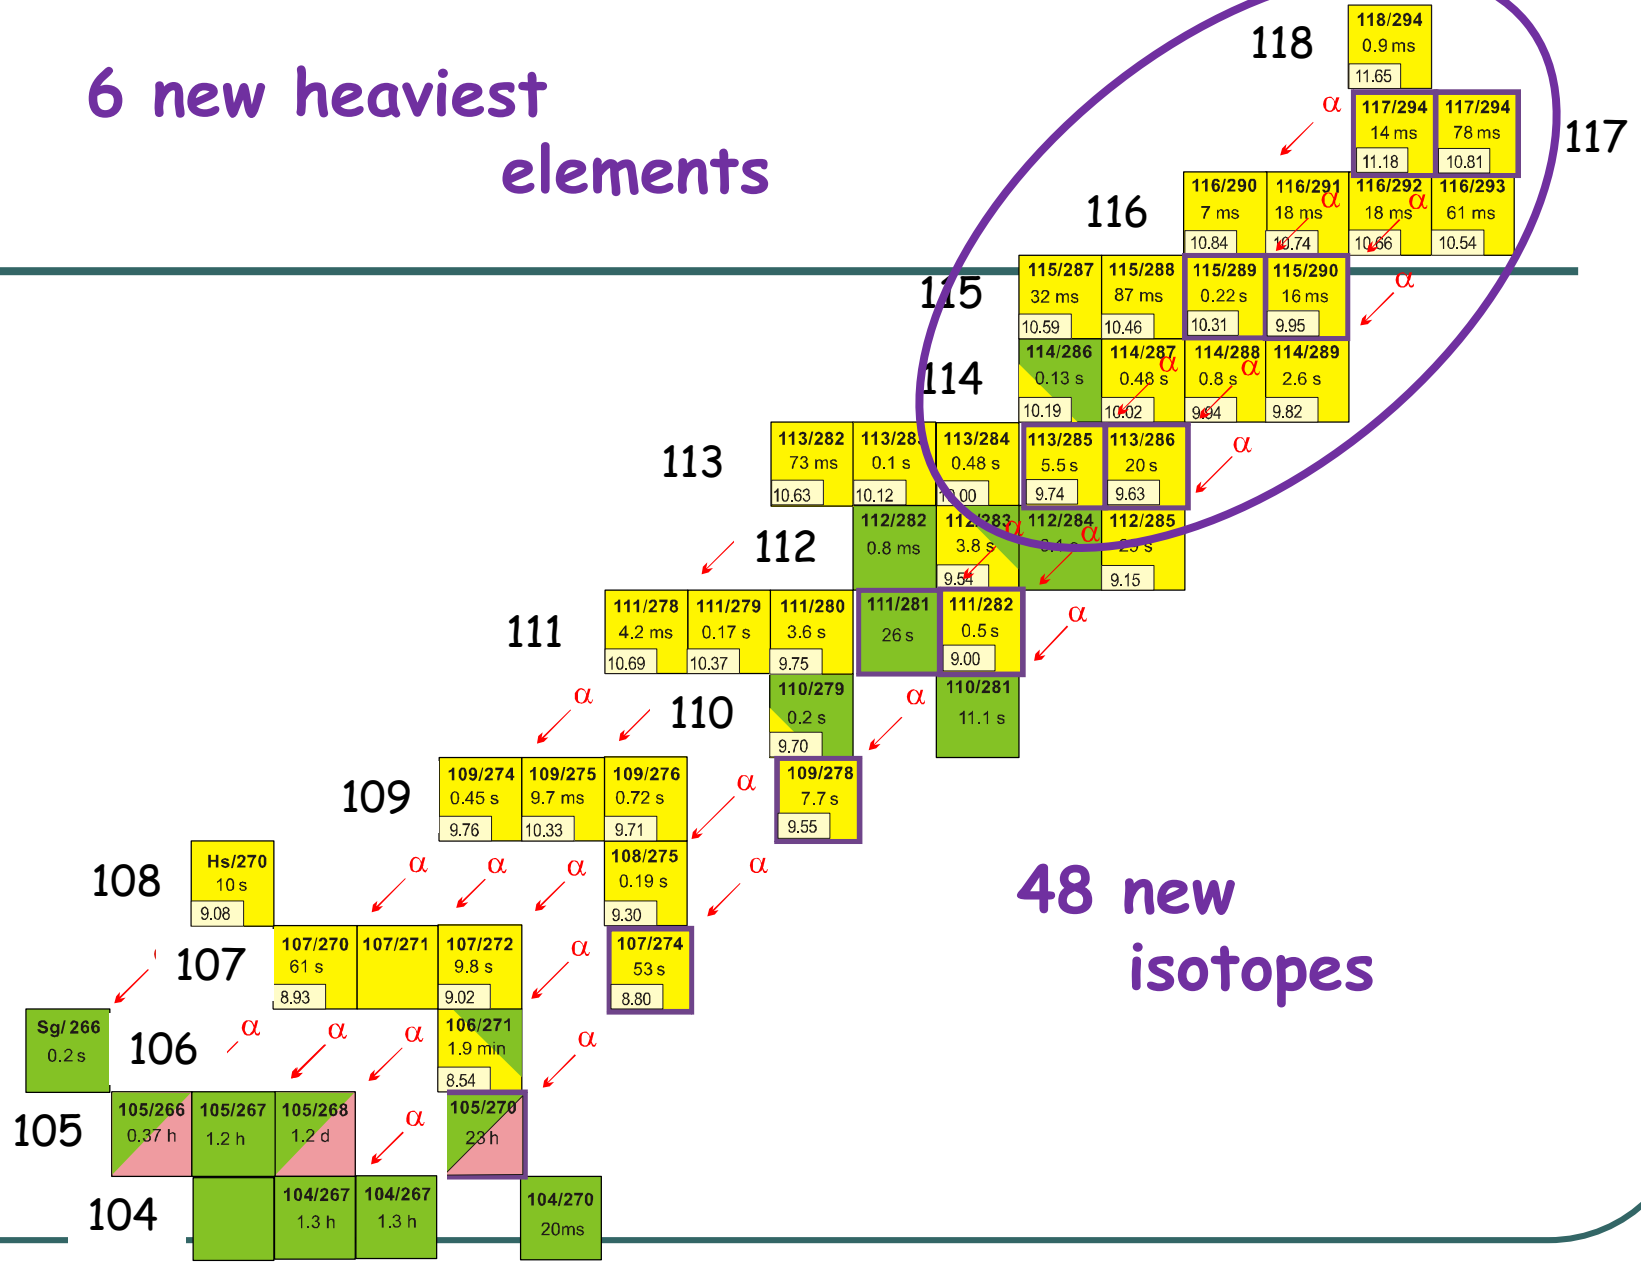 118
118/294
0.9 ms
11.65
6 new heaviest
elements
α
117/294
14 ms
11.18
117/294
78 ms
10.81
117
116
116/290
7 ms
10.84
116/291
18 ms
10.74
α
116/292
18 ms
10.66
α
116/293
61 ms
10.54
115
115/287
32 ms
10.59
115/288
87 ms
10.46
115/289
0.22 s
10.31
115/290
16 ms
9.95
α
114
114/286
0.13 s
10.19
114/287
0.48 s
10.02
α
114/288
0.8 s
9.94
α
114/289
2.6 s
9.82
113
113/282
73 ms
10.63
113/283
0.1 s
10.12
113/284
0.48 s
10.00
113/285
5.5 s
9.74
113/286
20 s
9.63
α
112
112/282
0.8 ms
112/283
3.8 s
9.54
α
112/284
α
112/285
29 s
9.15
111
111/278
4.2 ms
10.69
111/279
0.17 s
10.37
111/280
3.6 s
9.75
111/281
26 s
111/282
0.5 s
9.00
α
α
110
110/279
0.2 s
9.70
α
110/281
11.1 s
109
109/274
0.45 s
9.76
109/275
9.7 ms
10.33
109/276
0.72 s
9.71
α
109/278
7.7 s
9.55
108
Hs/270
10 s
9.08
α
α
α
108/275
0.19 s
9.30
α
48 new
isotopes
107
107/270
61 s
8.93
107/271
107/272
9.8 s
9.02
α
107/274
53 s
8.80
Sg/266
0.2 s
106
α
α
α
106/271
1.9 min
8.54
α
105
105/266
0.37 h
105/267
1.2 h
105/268
1.2 d
α
105/270
23 h
104
104/267
1.3 h
104/267
1.3 h
104/270
20ms